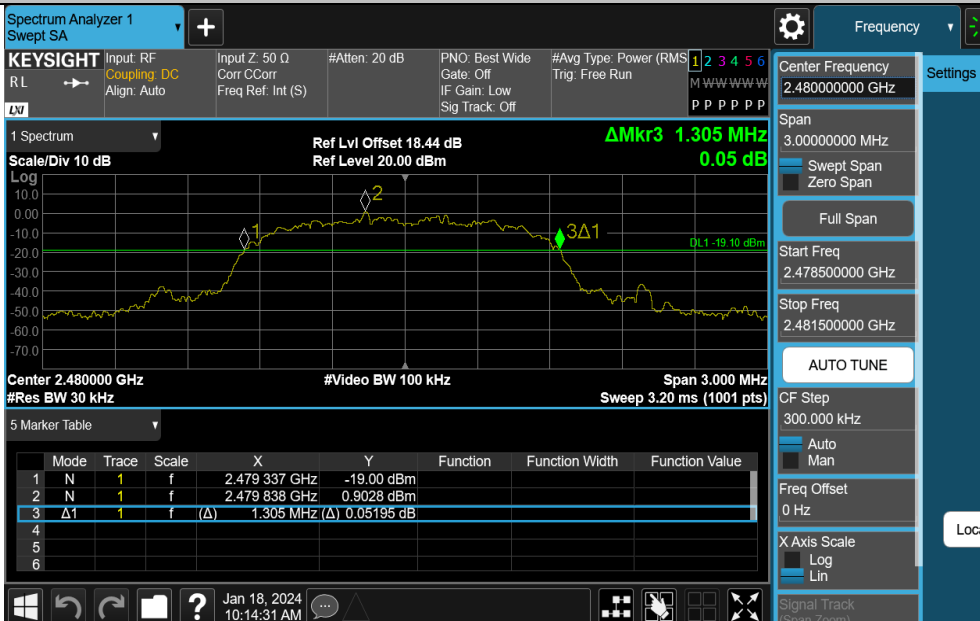 Spectrum Analyzer 1
Swept SA
+
Frequency
KEYSIGHT
RL
LXI
Input: RF
Coupling: DC
Align: Auto
Input Z: 50 Ω
Corr CCorr
Freq Ref: Int (S)
#Atten: 20 dB
PNO: Best Wide
Gate: Off
IF Gain: Low
Sig Track: Off
#Avg Type: Power (RMS
Trig: Free Run
1 2 3 4 5 6
M W W W W W
P P P P P P
Settings
1 Spectrum
Scale/Div 10 dB
Log
Ref Lvl Offset 18.44 dB
Ref Level 20.00 dBm
ΔMkr3 1.305 MHz
0.05 dB
10.0
0.00
-10.0
-20.0
-30.0
-40.0
-50.0
-60.0
-70.0
1
2
3Δ1
DL1 -19.10 dBm
Center 2.480000 GHz
#Video BW 100 kHz
Span 3.000 MHz
#Res BW 30 kHz
Sweep 3.20 ms (1001 pts)
5 Marker Table
Mode Trace Scale X Y Function Function Width Function Value
1 N 1 f 2.479 337 GHz -19.00 dBm
2 N 1 f 2.479 838 GHz 0.9028 dBm
3 Δ1 1 f (Δ) 1.305 MHz (Δ) 0.05195 dB
4
5
6
?
Jan 18, 2024
10:14:31 AM
Center Frequency
2.480000000 GHz
Span
3.00000000 MHz
Swept Span
Zero Span
Full Span
Start Freq
2.478500000 GHz
Stop Freq
2.481500000 GHz
AUTO TUNE
CF Step
300.000 kHz
Auto
Man
Freq Offset
0 Hz
X Axis Scale
Log
Lin
Signal Track
(Span Zoom)
Loca